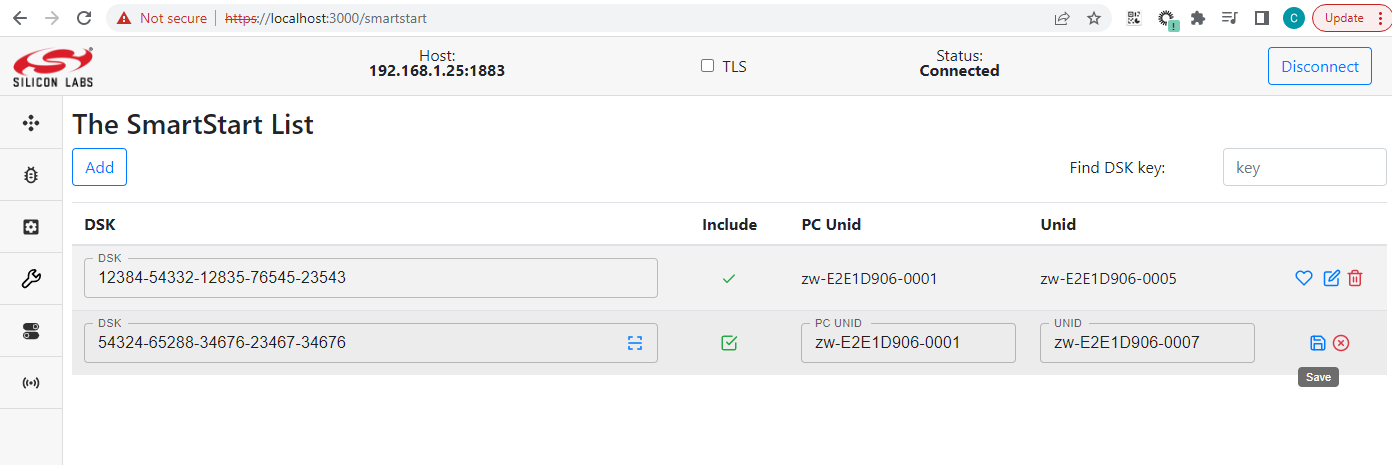 Not secure https://localhost:3000/smartstart C Update
SILICON LABS
Host:
192.168.1.25:1883
TLS
Status:
Connected
Disconnect
The SmartStart List
Add
Find DSK key:
key
DSK Include PC Unid Unid
DSK
12384-54332-12835-76545-23543 zw-E2E1D906-0001 zw-E2E1D906-0005
DSK PC UNID UNID
54324-65288-34676-23467-34676 zw-E2E1D906-0001 zw-E2E1D906-0007
Save